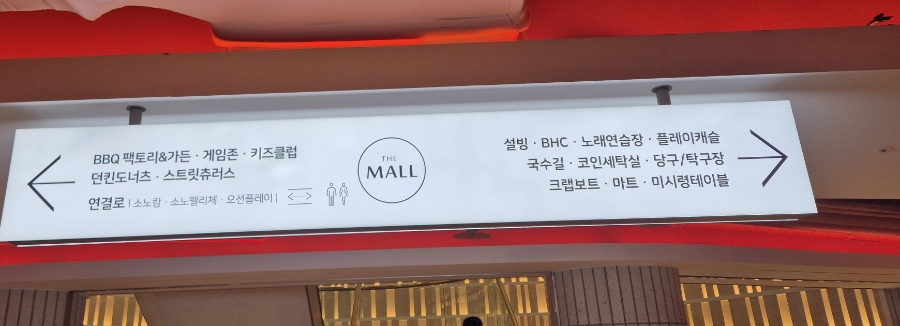 BBQ 팩토리&가든 · 게임존 · 키즈클럽
던킨도너츠 · 스트릿츄러스
연결로 | 소노캄 · 소노펠리체 · 오션플레이 |
THE
MALL
설빙 · BHC · 노래연습장 · 플레이캐슬
국수길 · 코인세탁실 · 당구/탁구장
크랩보트 · 마트 · 미시령테이블